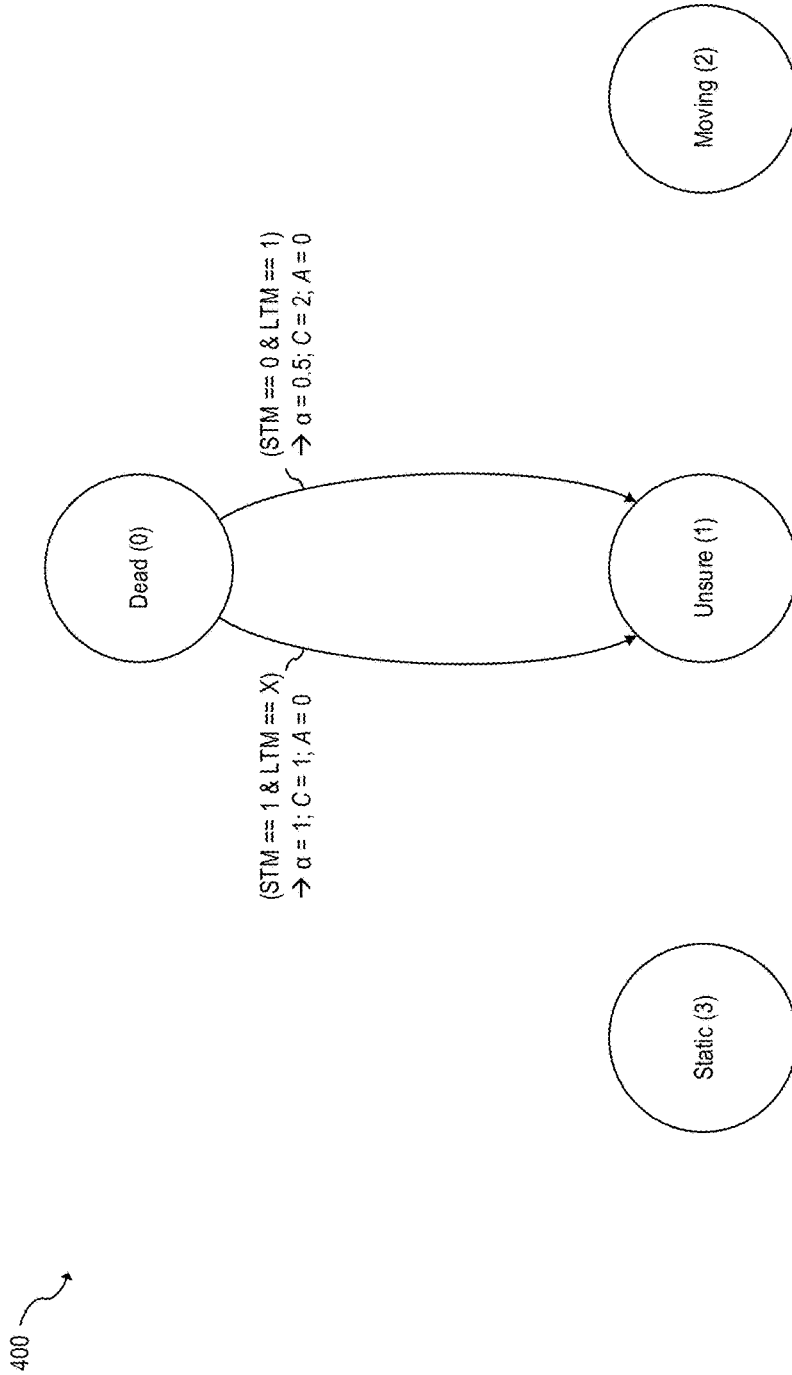 400
Dead (0)
(STM == 1 & LTM == X)
→ α = 1; C = 1; A = 0
(STM == 0 & LTM == 1)
→ α = 0.5; C = 2; A = 0
Static (3)
Unsure (1)
Moving (2)